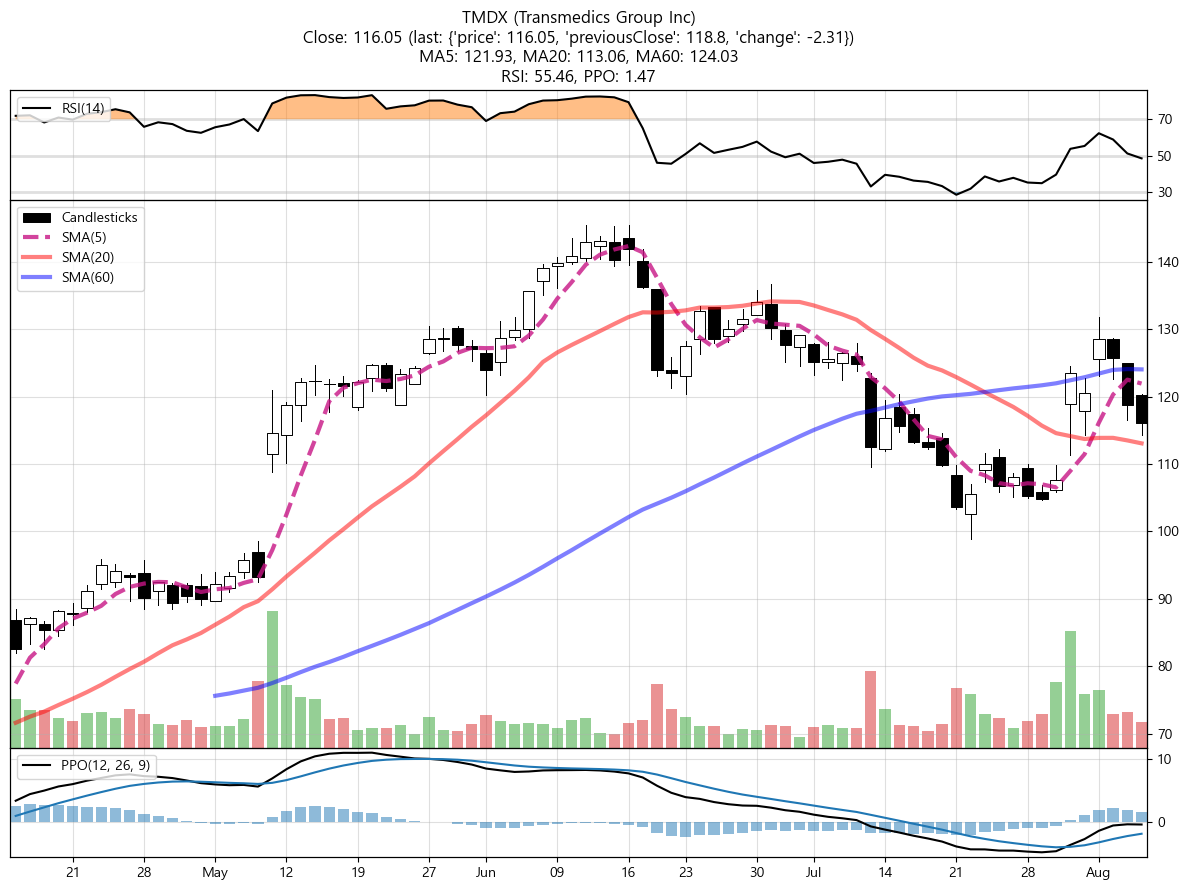 TMDX (Transmedics Group Inc)
Close: 116.05 (last: {'price': 116.05, 'previousClose': 118.8, 'change': -2.31})
MA5: 121.93, MA20: 113.06, MA60: 124.03
RSI: 55.46, PPO: 1.47
RSI(14)
70
50
30
Candlesticks
SMA(5)
SMA(20)
SMA(60)
140
130
120
110
100
90
80
70
PPO(12, 26, 9)
10
0
21 28 May 12 19 27 Jun 09 16 23 30 Jul 14 21 28 Aug